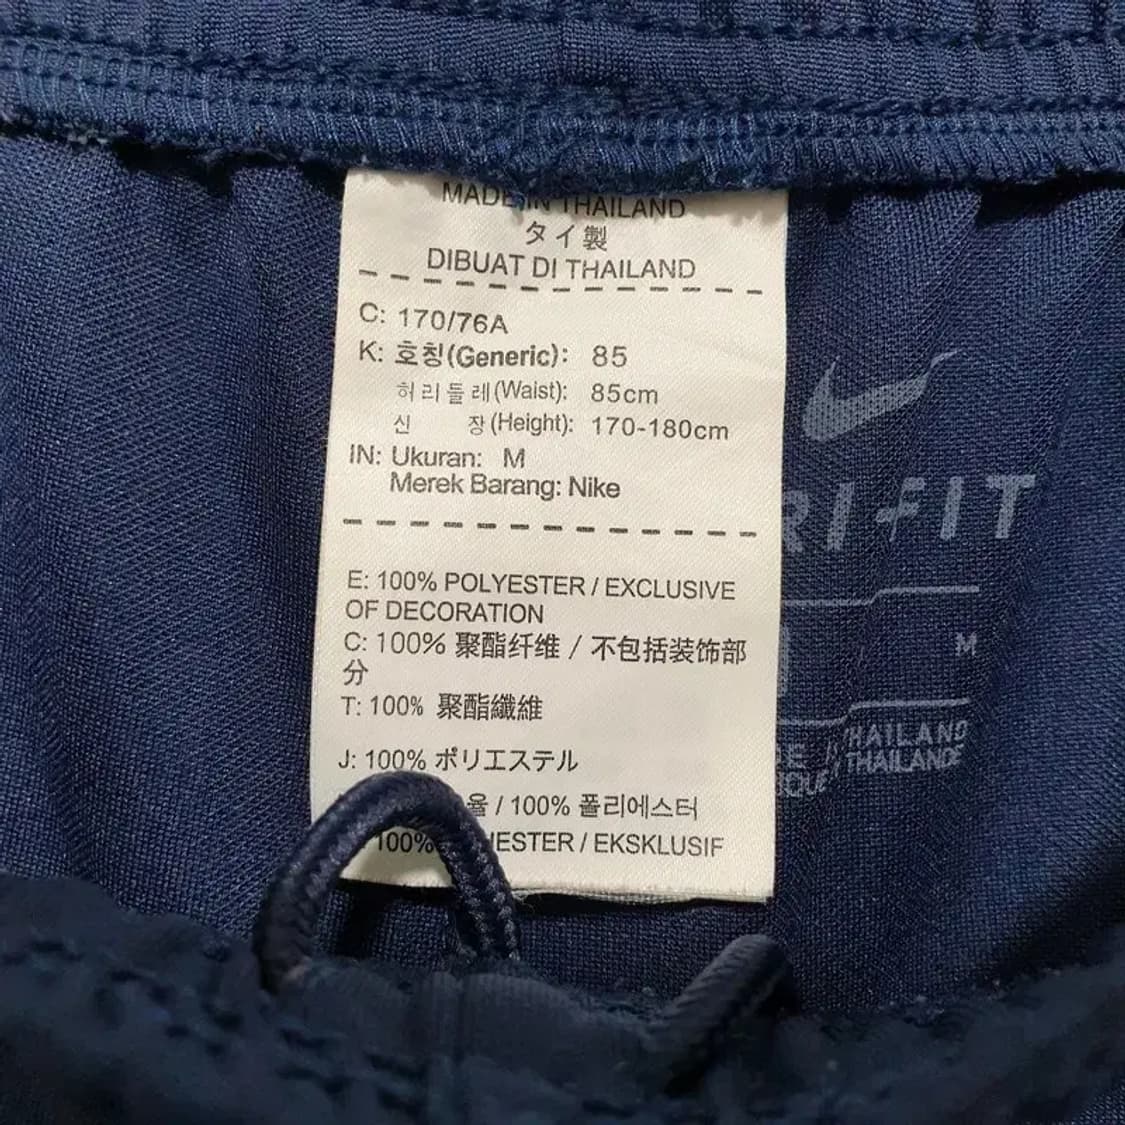 MADE IN THAILAND
タイ製
DIBUAT DI THAILAND
C: 170/76A
K: 호칭(Generic): 85
허리둘레(Waist): 85cm
신 장(Height): 170-180cm
IN: Ukuran: M
Merek Barang: Nike
E: 100% POLYESTER / EXCLUSIVE
OF DECORATION
C: 100% 聚酯纤维 / 不包括装饰部
分
T: 100% 聚酯纖維
J: 100% ポリエステル
/ 100% 폴리에스터
100% / EKSKLUSIF
FIT
M
THAILAND
THAILANDE